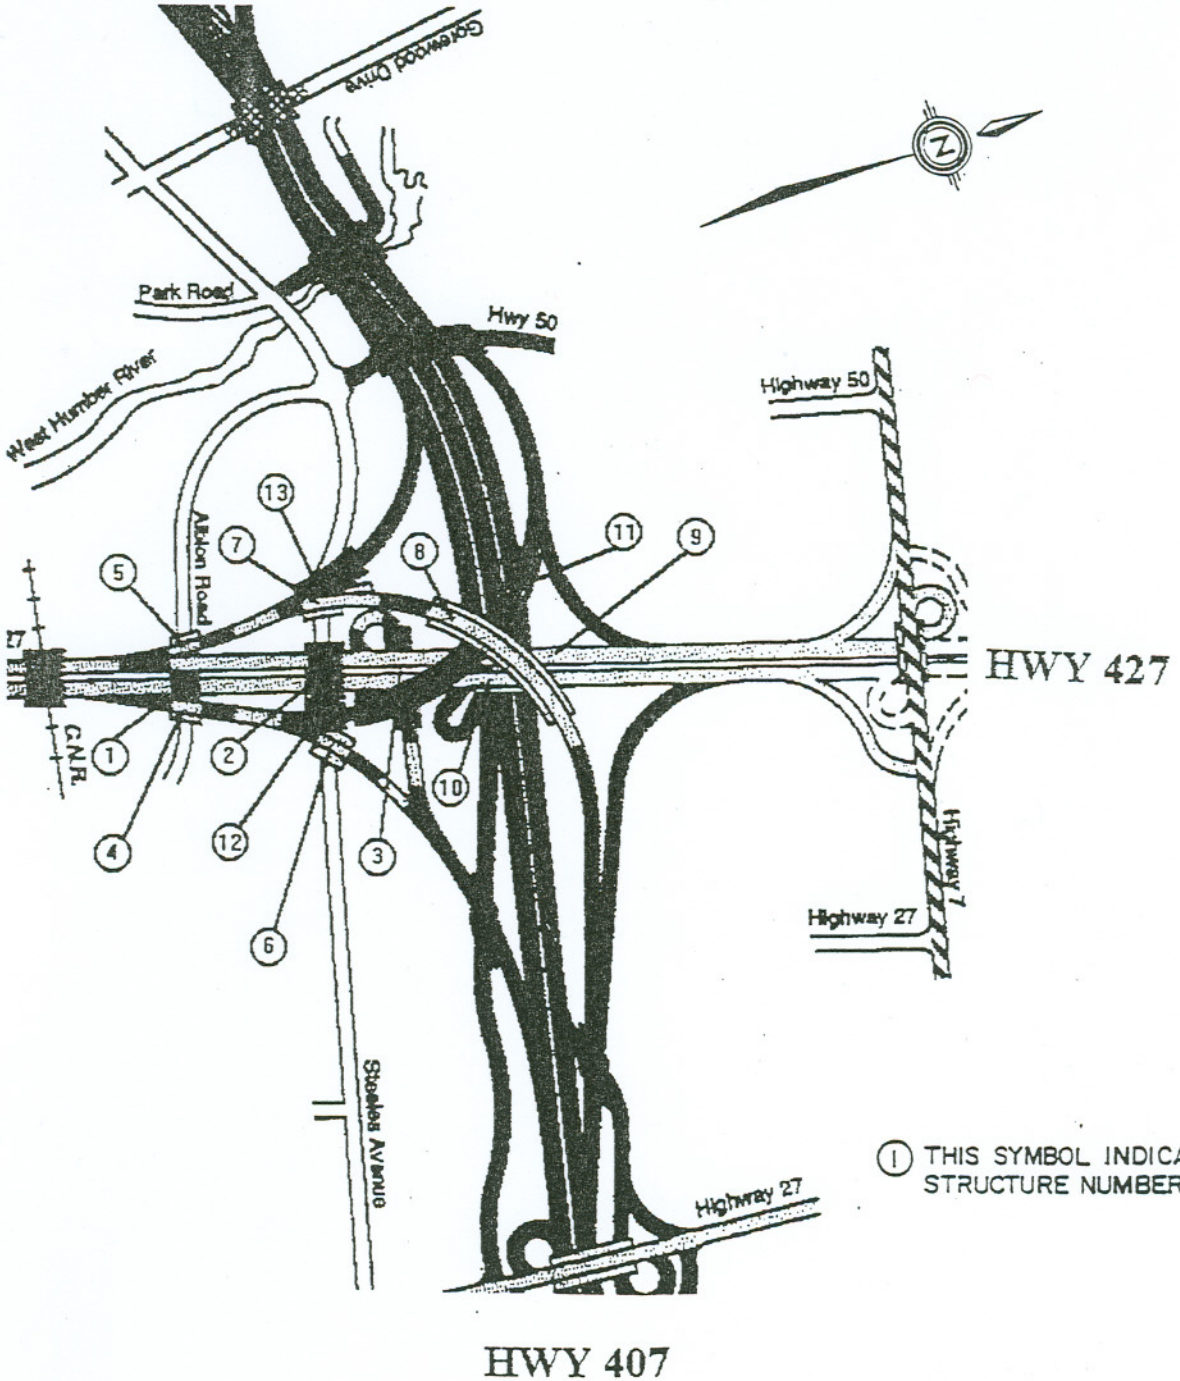 Gorewood Drive
N
Park Road
Hwy 50
West Humber River
Highway 50
13
7
8
11
9
Albion Road
5
27
HWY 427
C.N.R.
1
2
10
4
12
3
6
Highway 7
Highway 27
Steeles Avenue
1 THIS SYMBOL INDICA
STRUCTURE NUMBER
Highway 27
HWY 407